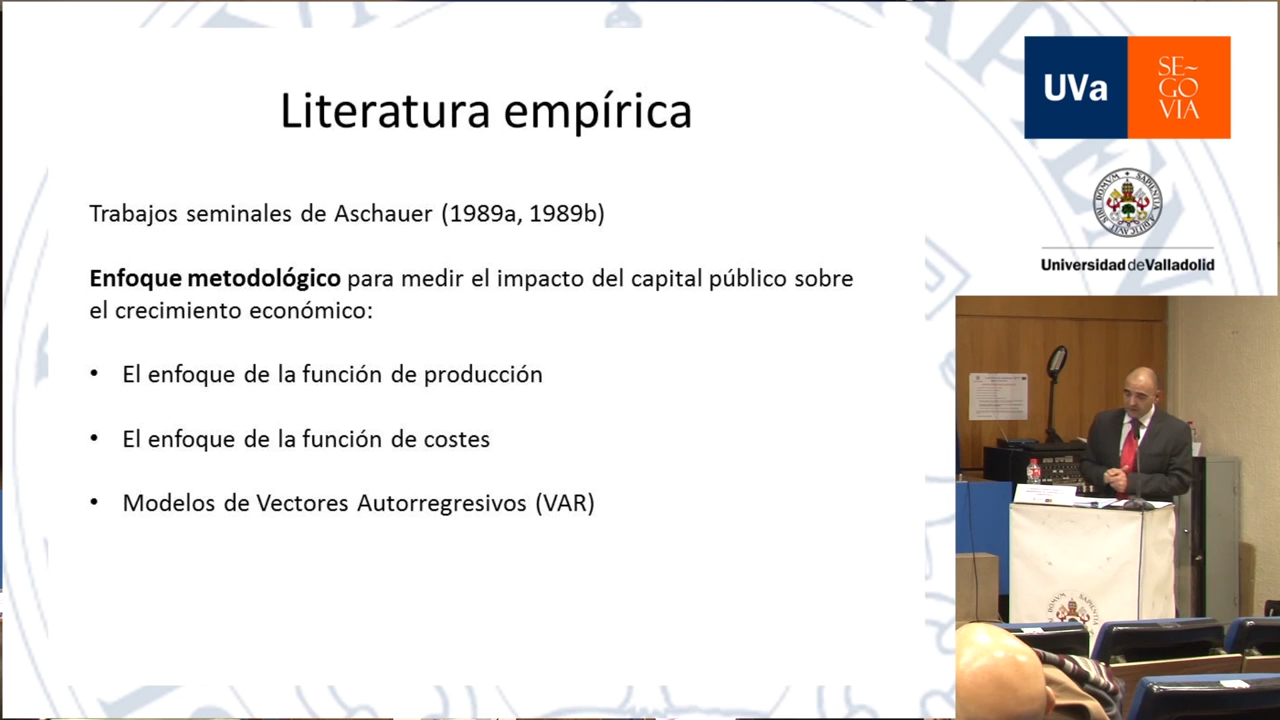 Literatura empírica
Trabajos seminales de Aschauer (1989a, 1989b)
Enfoque metodológico para medir el impacto del capital público sobre
el crecimiento económico:
• El enfoque de la función de producción
• El enfoque de la función de costes
• Modelos de Vectores Autorregresivos (VAR)
UVa
SE~
GO
VIA
Universidad de Valladolid